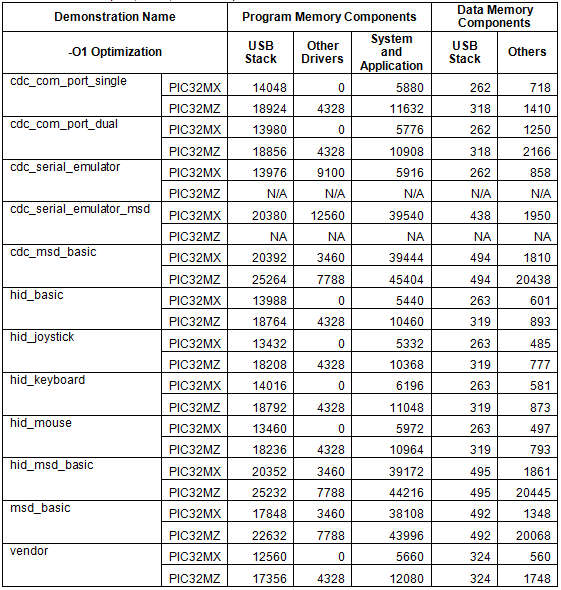 Demonstration Name Program Memory Components Data Memory Components
-O1 Optimization USB Stack Other Drivers System and Application USB Stack Others
cdc_com_port_single PIC32MX 14048 0 5880 262 718
PIC32MZ 18924 4328 11632 318 1410
cdc_com_port_dual PIC32MX 13980 0 5776 262 1250
PIC32MZ 18856 4328 10908 318 2166
cdc_serial_emulator PIC32MX 13976 9100 5916 262 858
PIC32MZ N/A N/A N/A N/A N/A
cdc_serial_emulator_msd PIC32MX 20380 12560 39540 438 1950
PIC32MZ NA NA NA NA NA
cdc_msd_basic PIC32MX 20392 3460 39444 494 1810
PIC32MZ 25264 7788 45404 494 20438
hid_basic PIC32MX 13988 0 5440 263 601
PIC32MZ 18764 4328 10460 319 893
hid_joystick PIC32MX 13432 0 5332 263 485
PIC32MZ 18208 4328 10368 319 777
hid_keyboard PIC32MX 14016 0 6196 263 581
PIC32MZ 18792 4328 11048 319 873
hid_mouse PIC32MX 13460 0 5972 263 497
PIC32MZ 18236 4328 10964 319 793
hid_msd_basic PIC32MX 20352 3460 39172 495 1861
PIC32MZ 25232 7788 44216 495 20445
msd_basic PIC32MX 17848 3460 38108 492 1348
PIC32MZ 22632 7788 43996 492 20068
vendor PIC32MX 12560 0 5660 324 560
PIC32MZ 17356 4328 12080 324 1748